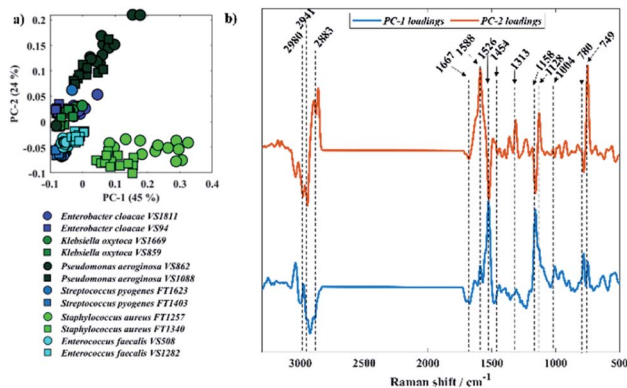 a)
0.2
0.15
0.1
0.05
0
-0.05
-0.1
PC-2 (24 %)
0 0.1 0.2 0.3 0.4
PC-1 (45 %)
Enterobacter cloacae VS1811
Enterobacter cloacae VS94
Klebsiella oxytoca VS1669
Klebsiella oxytoca VS859
Pseudomonas aeroginosa VS862
Pseudomonas aeroginosa VS1088
Streptococcus pyogenes FT1623
Streptococcus pyogenes FT1403
Staphylococcus aureus FT1257
Staphylococcus aureus FT1340
Enterococcus faecalis VS508
Enterococcus faecalis VS1282
b)
PC-1 loadings PC-2 loadings
2980 2941 2883 1667 1588 1526 1454 1313 1158 1128 1004 780 749
3000 2500 2000 1500 1000 500
Raman shift / cm-1